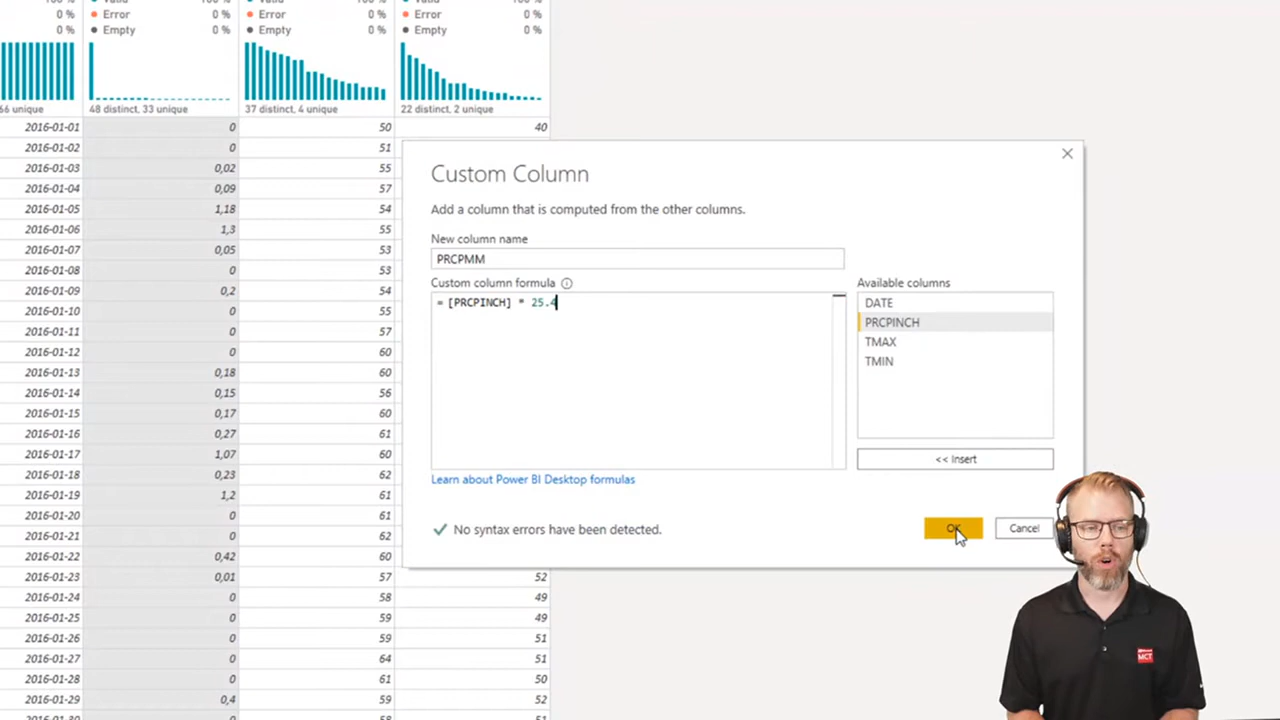 0 % Error 0 % Error 0 % Error 0 %
0 % Empty 0 % Empty 0 % Empty 0 %
66 unique 48 distinct, 33 unique 37 distinct, 4 unique 22 distinct, 2 unique
2016-01-01 0 50 40
2016-01-02 0 51
2016-01-03 0,02 55
2016-01-04 0,09 57
2016-01-05 1,18 54
2016-01-06 1,3 55
2016-01-07 0,05 53
2016-01-08 0 53
2016-01-09 0,2 54
2016-01-10 0 55
2016-01-11 0 57
2016-01-12 0 60
2016-01-13 0,18 60
2016-01-14 0,15 56
2016-01-15 0,17 60
2016-01-16 0,27 61
2016-01-17 1,07 60
2016-01-18 0,23 62
2016-01-19 1,2 61
2016-01-20 0 61
2016-01-21 0 62
2016-01-22 0,42 60
2016-01-23 0,01 57 52
2016-01-24 0 58 49
2016-01-25 0 59 49
2016-01-26 0 59 51
2016-01-27 0 64 51
2016-01-28 0 61 50
2016-01-29 0,4 59 52
2016-01-30 0 58 51
Custom Column
Add a column that is computed from the other columns.
New column name
PRCPMM
Custom column formula
= [PRCPINCH] * 25.4
Available columns
DATE
PRCPINCH
TMAX
TMIN
<< Insert
Learn about Power BI Desktop formulas
No syntax errors have been detected.
OK
Cancel
MCT